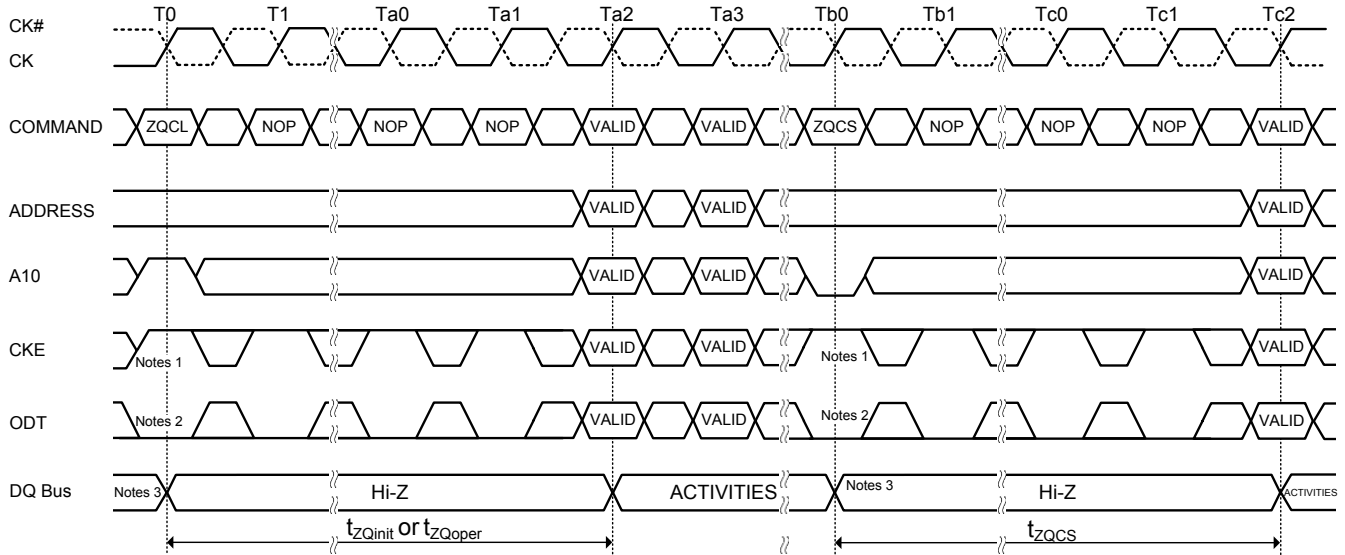 T0 T1 Ta0 Ta1 Ta2 Ta3 Tb0 Tb1 Tc0 Tc1 Tc2
CK#
CK
COMMAND ZQCL NOP NOP NOP VALID VALID ZQCS NOP NOP NOP VALID
ADDRESS VALID VALID VALID
A10 VALID VALID VALID
CKE Notes 1 VALID VALID Notes 1 VALID
ODT Notes 2 VALID VALID Notes 2 VALID
DQ Bus Notes 3 Hi-Z ACTIVITIES Notes 3 Hi-Z ACTIVITIES
tZQinit or tZQoper tZQCS